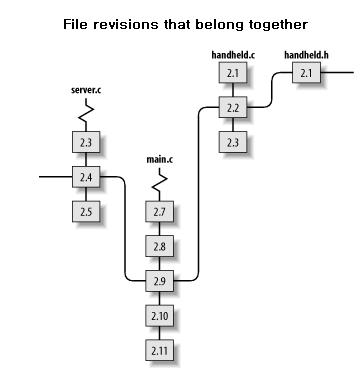 File revisions that belong together
server.c
2.3
2.4
2.5
main.c
2.7
2.8
2.9
2.10
2.11
handheld.c
2.1
2.2
2.3
handheld.h
2.1